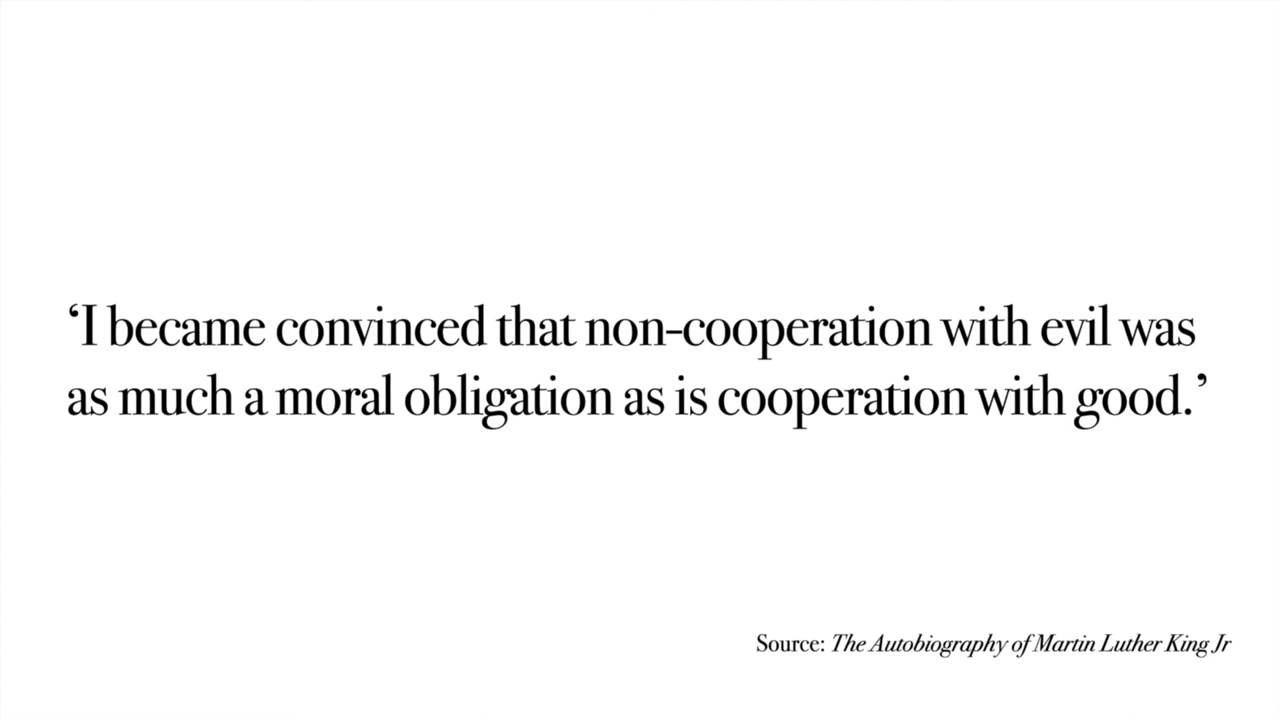 ‘I became convinced that non-cooperation with evil was
as much a moral obligation as is cooperation with good.’
Source: The Autobiography of Martin Luther King Jr